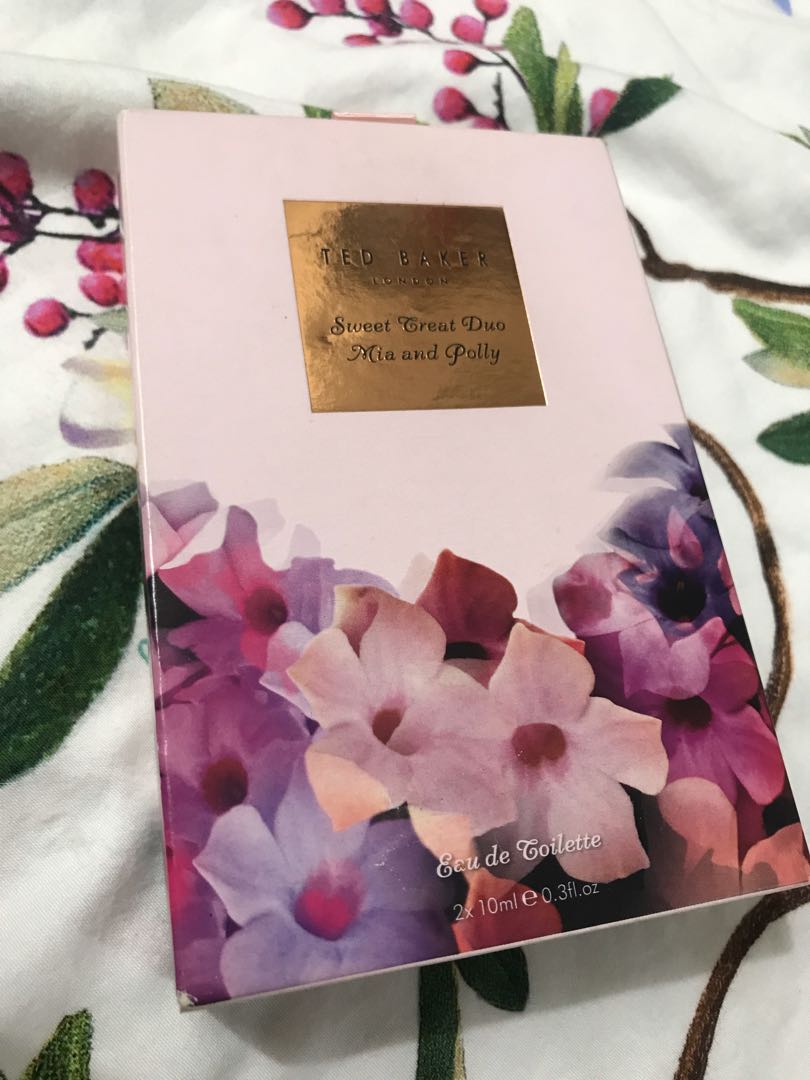 TED BAKER
LONDON
Sweet Treat Duo
Mia and Polly
Eau de Toilette
2x 10ml ℮ 0.3fl.oz